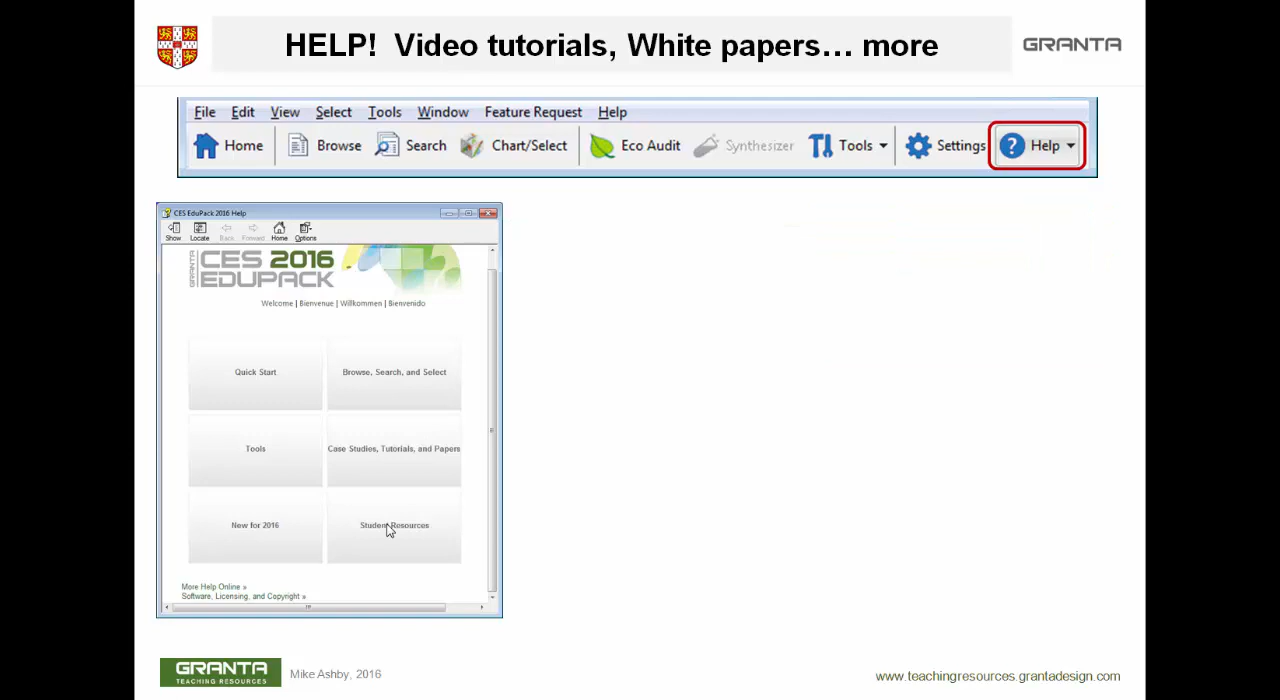 HELP! Video tutorials, White papers… more
GRANTA
File Edit View Select Tools Window Feature Request Help
Home Browse Search Chart/Select Eco Audit Synthesizer Tools Settings Help
CES EduPack 2016 Help
Show Locate Back Forward Home Options
GRANTA
CES 2016
EDUPACK
Welcome | Bienvenue | Willkommen | Bienvenido
Quick Start Browse, Search, and Select
Tools Case Studies, Tutorials, and Papers
New for 2016 Student Resources
More Help Online »
Software, Licensing, and Copyright »
GRANTA
TEACHING RESOURCES
Mike Ashby, 2016
www.teachingresources.grantadesign.com